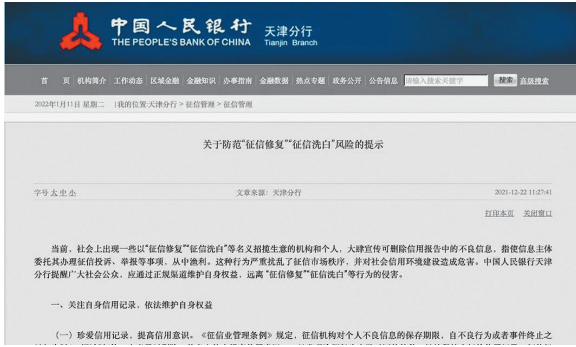 中国人民银行 天津分行
THE PEOPLE'S BANK OF CHINA Tianjin Branch
首 页 机构简介 工作动态 区域金融 金融知识 办事指南 金融数据 热点专题 政务公开 公告信息 请输入搜索关键字 搜索 高级搜索
2022年1月11日 星期二 |我的位置:天津分行 > 征信管理 > 征信管理
关于防范“征信修复”“征信洗白”风险的提示
字号 大 中 小 文章来源：天津分行 2021-12-22 11:27:41
打印本页 关闭窗口
当前，社会上出现一些以“征信修复”“征信洗白”等名义招揽生意的机构和个人，大肆宣传可删除信用报告中的不良信息，指使信息主体
委托其办理征信投诉、举报等事项，从中渔利。这种行为严重扰乱了征信市场秩序，并对社会信用环境建设造成危害。中国人民银行天津
分行提醒广大社会公众，应通过正规渠道维护自身权益，远离 “征信修复”“征信洗白”等行为的侵害。
一、关注自身信用记录，依法维护自身权益
（一）珍爱信用记录，提高信用意识。《征信业管理条例》规定，征信机构对个人不良信息的保存期限，自不良行为或者事件终止之